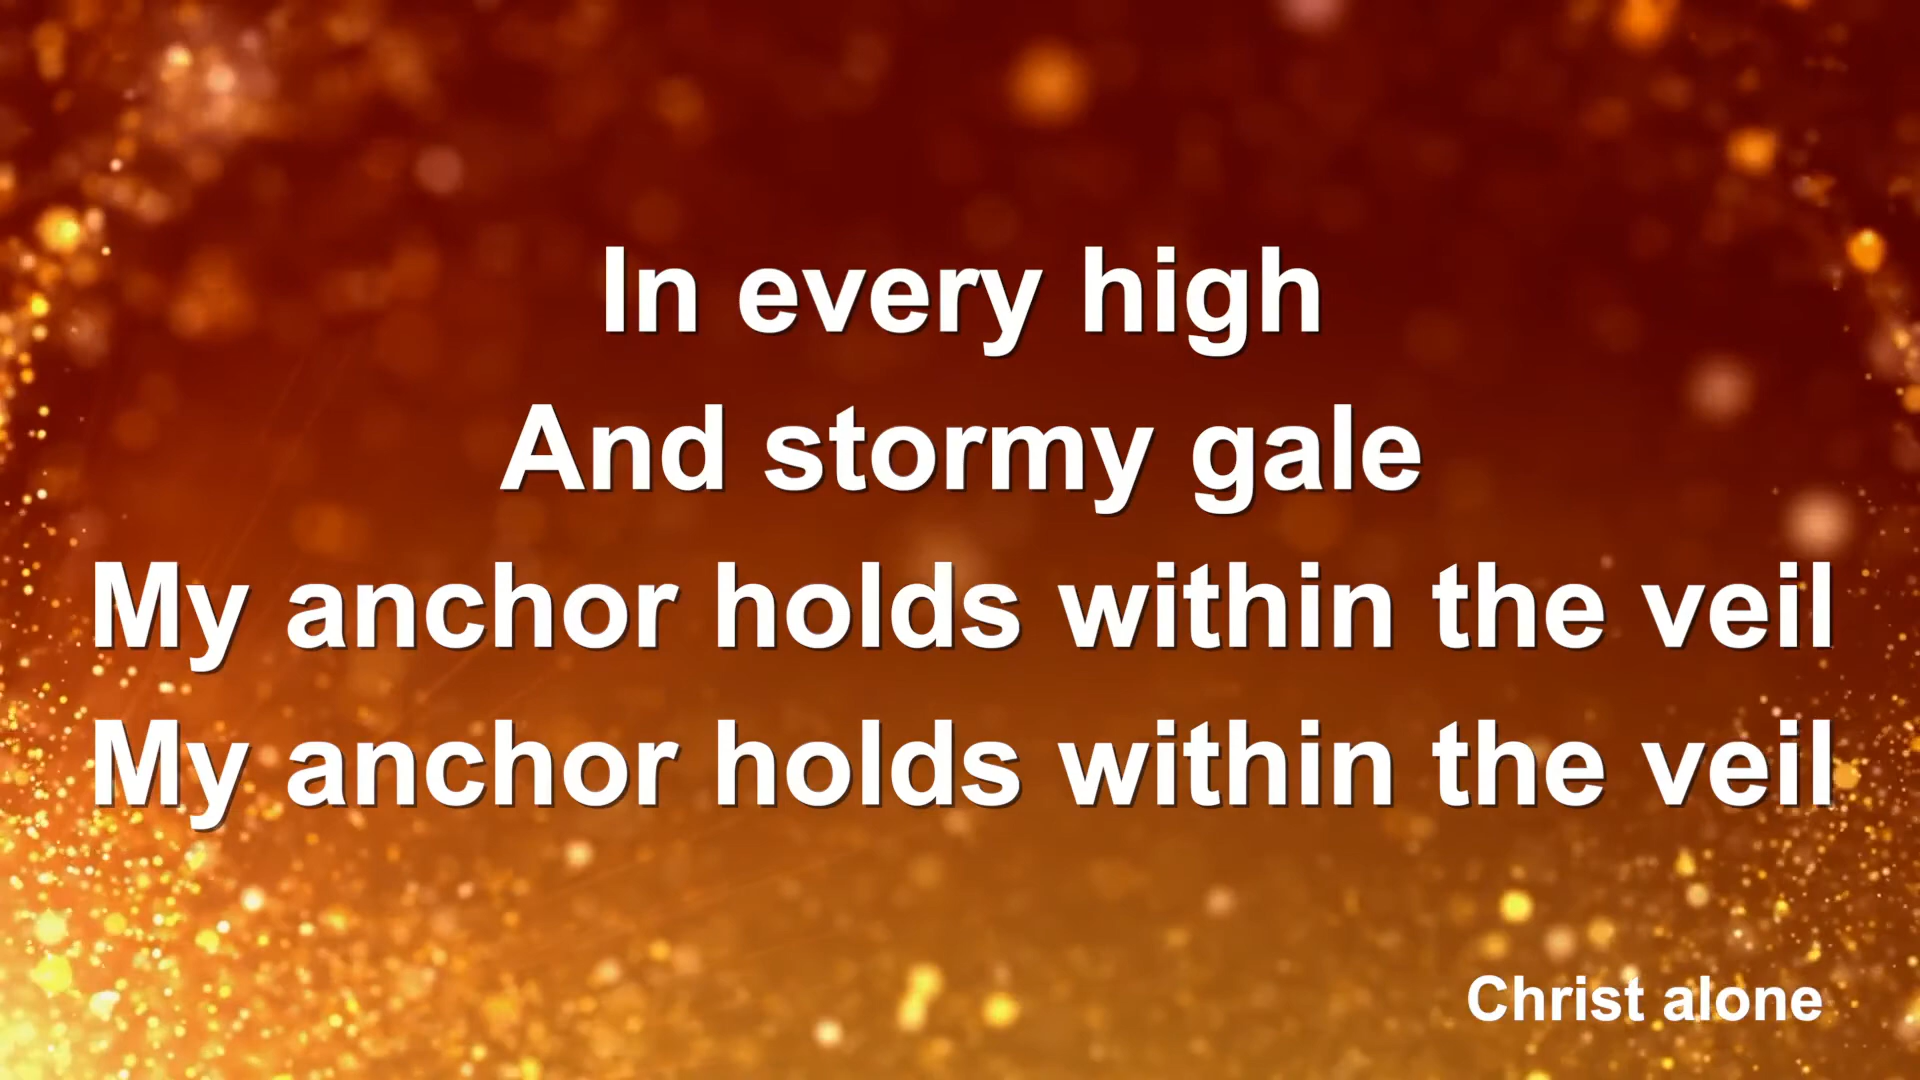 In every high
And stormy gale
My anchor holds within the veil
My anchor holds within the veil
Christ alone